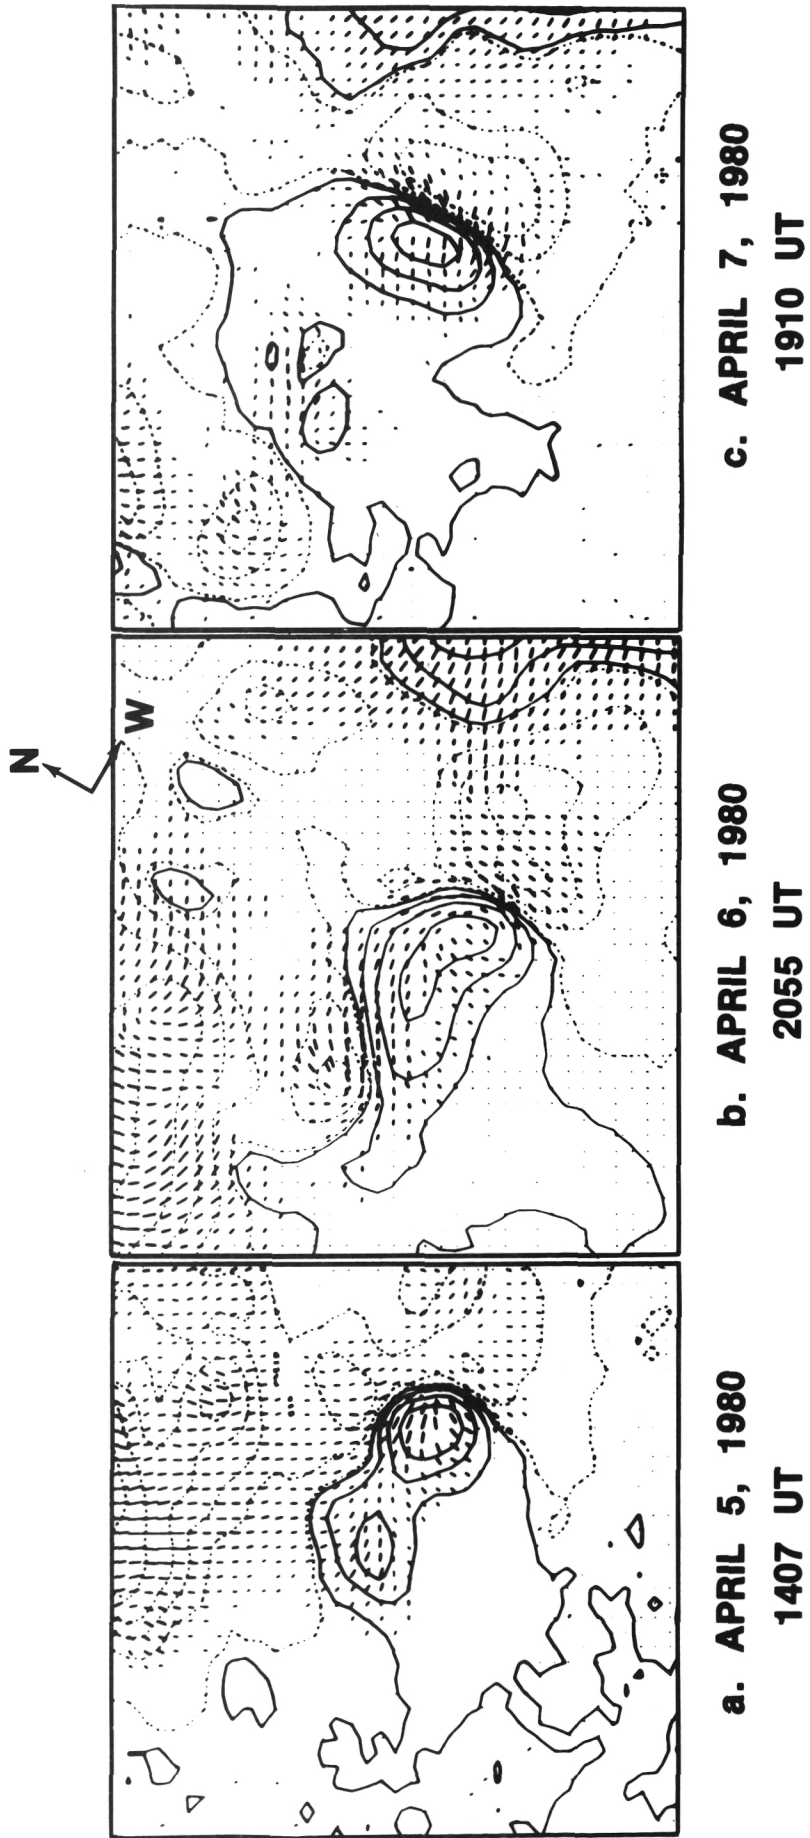 N
W
a. APRIL 5, 1980
1407 UT
b. APRIL 6, 1980
2055 UT
c. APRIL 7, 1980
1910 UT